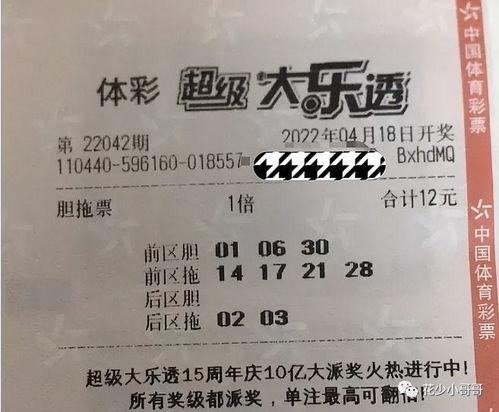 体彩 超级大乐透
第 22042期 2022年04月18日开奖
110440-596160-018557 BxhdMQ
胆拖票 1倍 合计12元
前区胆 01 06 30
前区拖 14 17 21 28
后区胆
后区拖 02 03
超级大乐透15周年庆10亿大派奖火热进行中!
所有奖级都派奖，单注最高可翻倍!
中国体育彩票
中国体育彩票
花少小哥哥